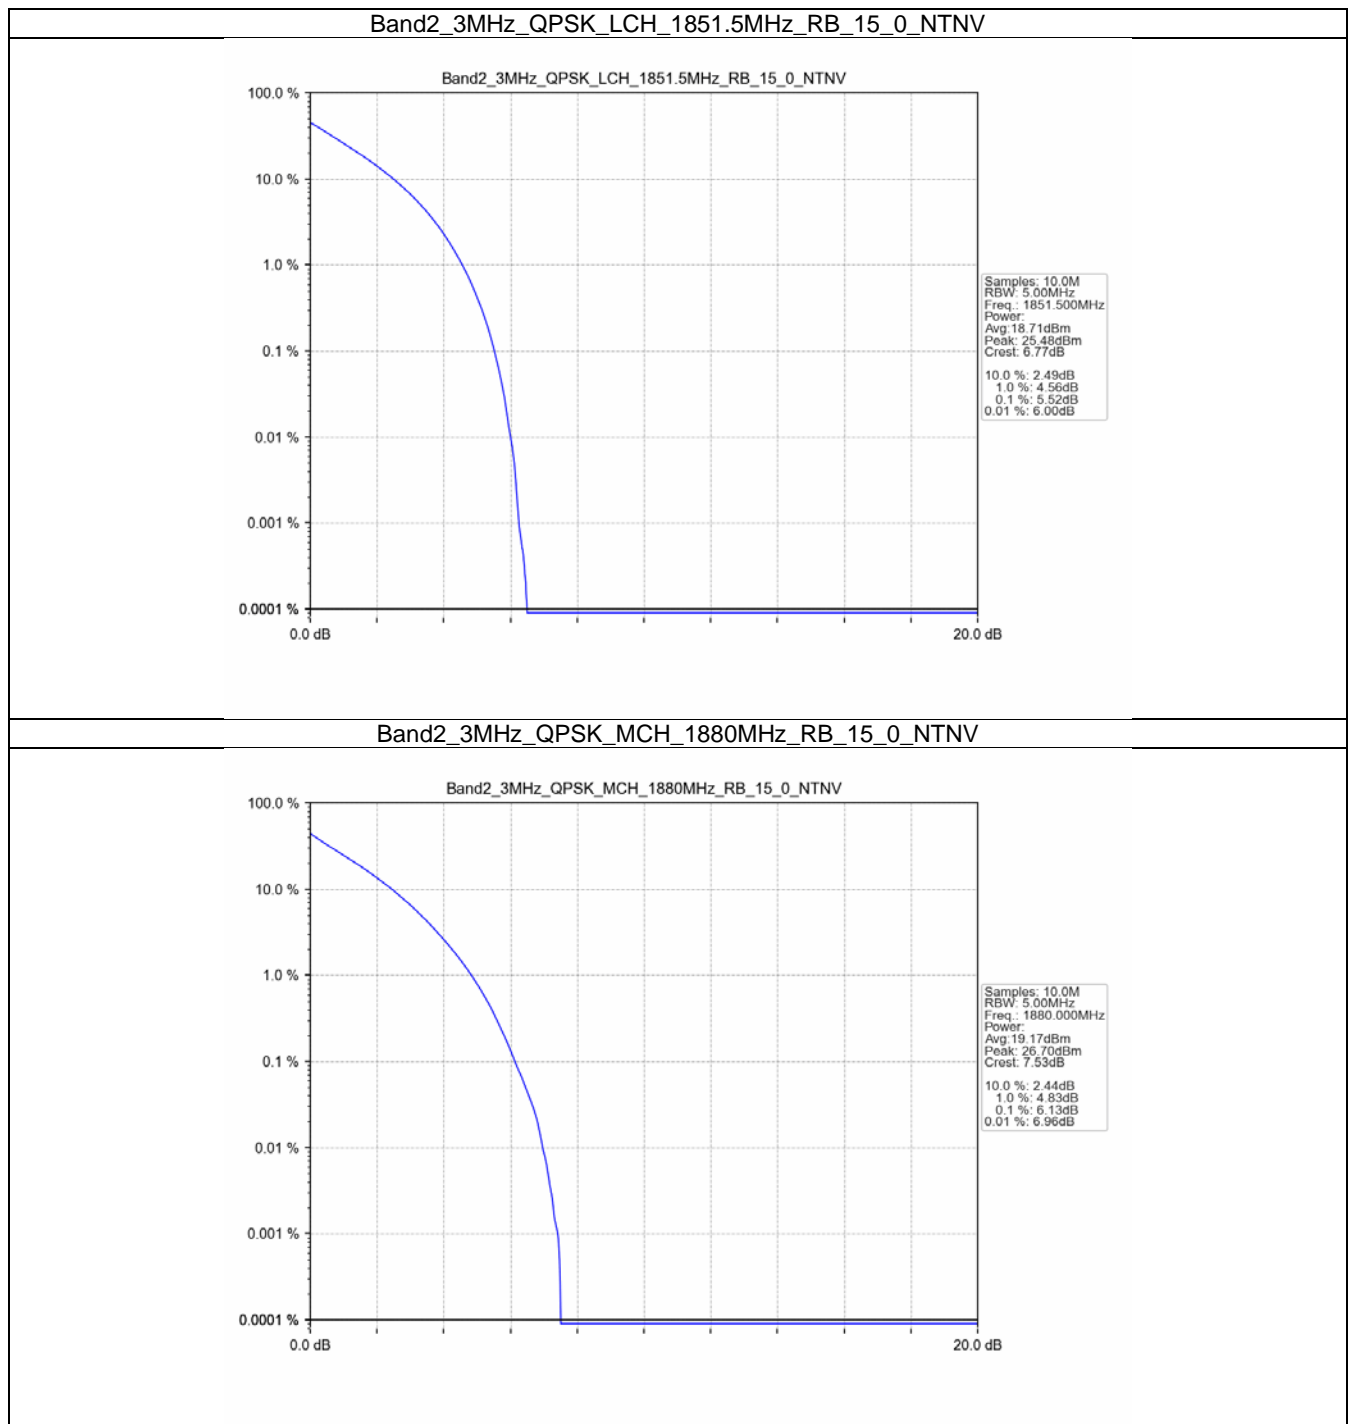 Band2_3MHz_QPSK_LCH_1851.5MHz_RB_15_0_NTNV
Band2_3MHz_QPSK_LCH_1851.5MHz_RB_15_0_NTNV
100.0 %
10.0 %
1.0 %
0.1 %
0.01 %
0.001 %
0.0001 %
0.0 dB
20.0 dB
Samples: 10.0M
RBW: 5.00MHz
Freq.: 1851.500MHz
Power:
Avg:18.71dBm
Peak: 25.48dBm
Crest: 6.77dB
10.0 %: 2.49dB
1.0 %: 4.56dB
0.1 %: 5.52dB
0.01 %: 6.00dB
Band2_3MHz_QPSK_MCH_1880MHz_RB_15_0_NTNV
Band2_3MHz_QPSK_MCH_1880MHz_RB_15_0_NTNV
100.0 %
10.0 %
1.0 %
0.1 %
0.01 %
0.001 %
0.0001 %
0.0 dB
20.0 dB
Samples: 10.0M
RBW: 5.00MHz
Freq.: 1880.000MHz
Power:
Avg:19.17dBm
Peak: 26.70dBm
Crest: 7.53dB
10.0 %: 2.44dB
1.0 %: 4.83dB
0.1 %: 6.13dB
0.01 %: 6.96dB